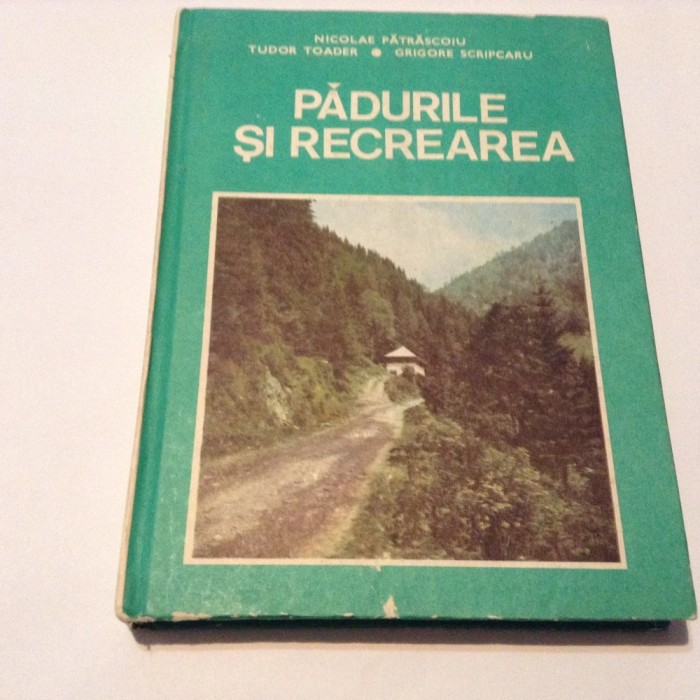 NICOLAE PĂTRĂȘCOIU
TUDOR TOADER ● GRIGORE SCRIPCARU
PĂDURILE
ȘI RECREAREA